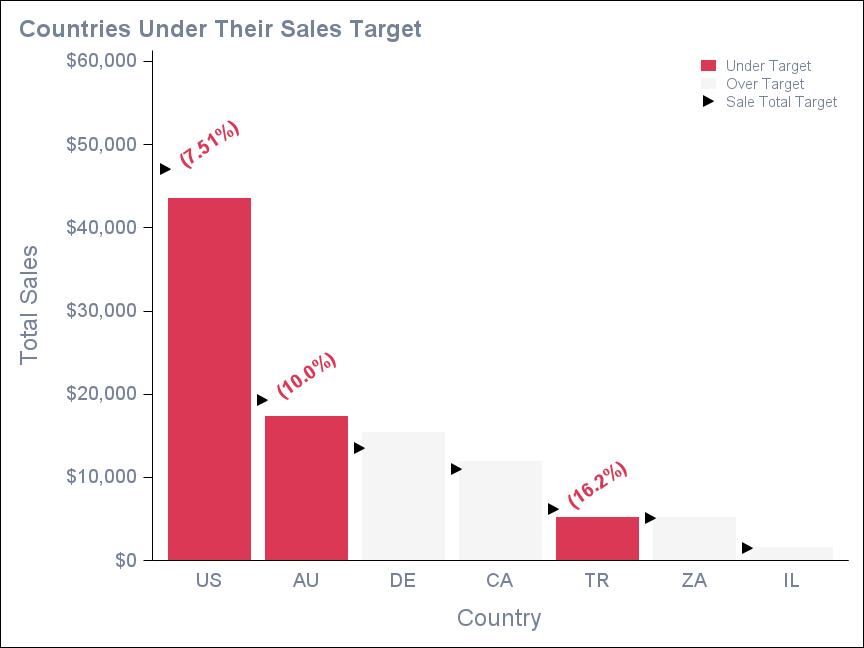 Countries Under Their Sales Target
Under Target
Over Target
Sale Total Target
$60,000
$50,000
$40,000
$30,000
$20,000
$10,000
$0
Total Sales
(7.51%)
(10.0%)
(16.2%)
US AU DE CA TR ZA IL
Country